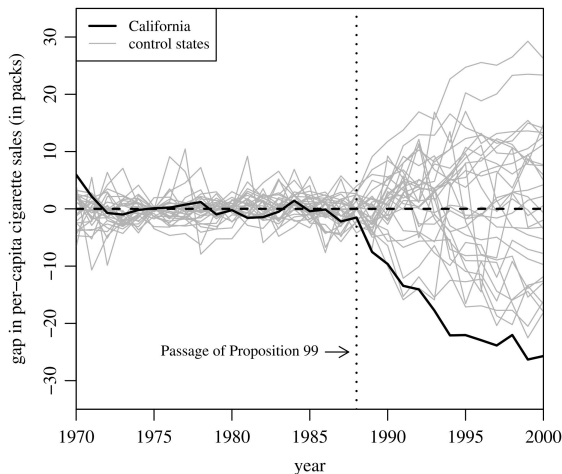 California
control states
gap in per-capita cigarette sales (in packs)
30
20
10
0
−10
−20
−30
Passage of Proposition 99
1970 1975 1980 1985 1990 1995 2000
year